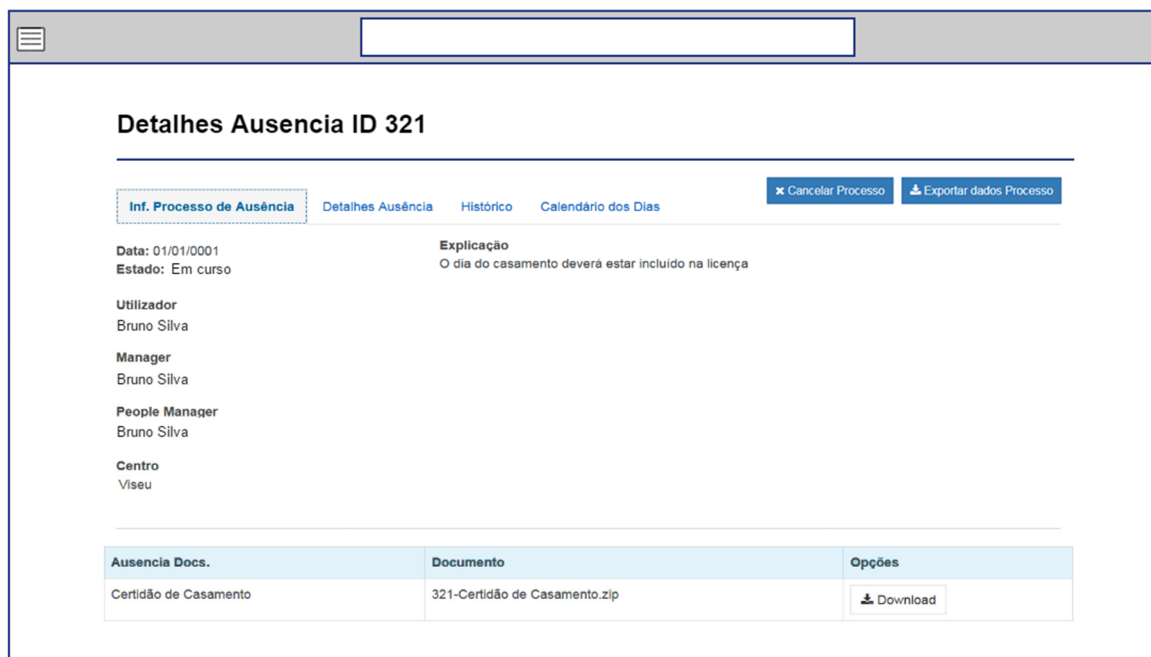 Detalhes Ausencia ID 321
Cancelar Processo
Exportar dados Processo
Inf. Processo de Ausência
Detalhes Ausência
Histórico
Calendário dos Dias
Data: 01/01/0001
Estado: Em curso
Explicação
O dia do casamento deverá estar incluído na licença
Utilizador
Bruno Silva
Manager
Bruno Silva
People Manager
Bruno Silva
Centro
Viseu
Ausencia Docs.
Documento
Opções
Certidão de Casamento
321-Certidão de Casamento.zip
Download